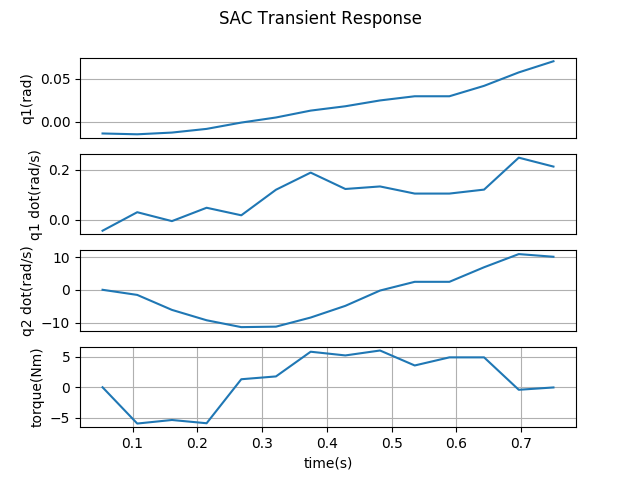 SAC Transient Response
q1(rad)
0.05
0.00
q1 dot(rad/s)
0.2
0.0
q2 dot(rad/s)
10
0
−10
torque(Nm)
5
0
−5
0.1 0.2 0.3 0.4 0.5 0.6 0.7
time(s)